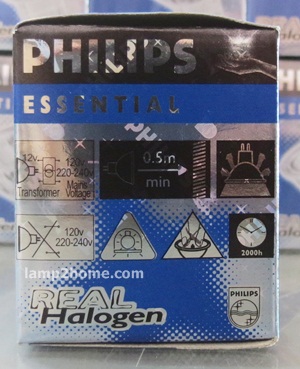 PHILIPS
ESSENTIAL
12v 120v
220-240v
Transformer Mains
Voltage
0.5m
min
120v
220-240v
2000h
lamp2home.com
REAL
Halogen
PHILIPS